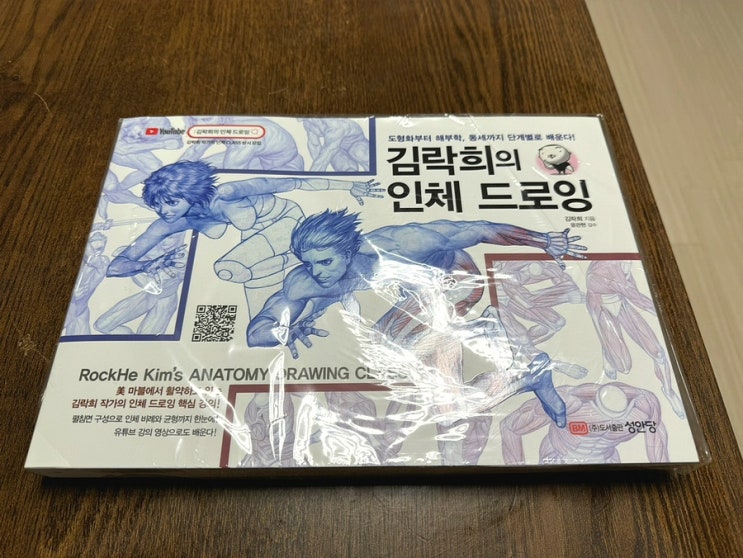 YouTube 김락희의 인체 드로잉
도형화부터 해부학, 동세까지 단계별로 배운다!
김락희의
인체 드로잉
김락희 지음
RockHe Kim's ANATOMY DRAWING CL
美 마블에서 활약하
김락희 작가의 인체 드로잉 핵심 강의!
펼침면 구성으로 인체 비례와 균형까지 한눈에!
유튜브 강의 영상으로도 배운다!
BM (주)도서출판 성안당